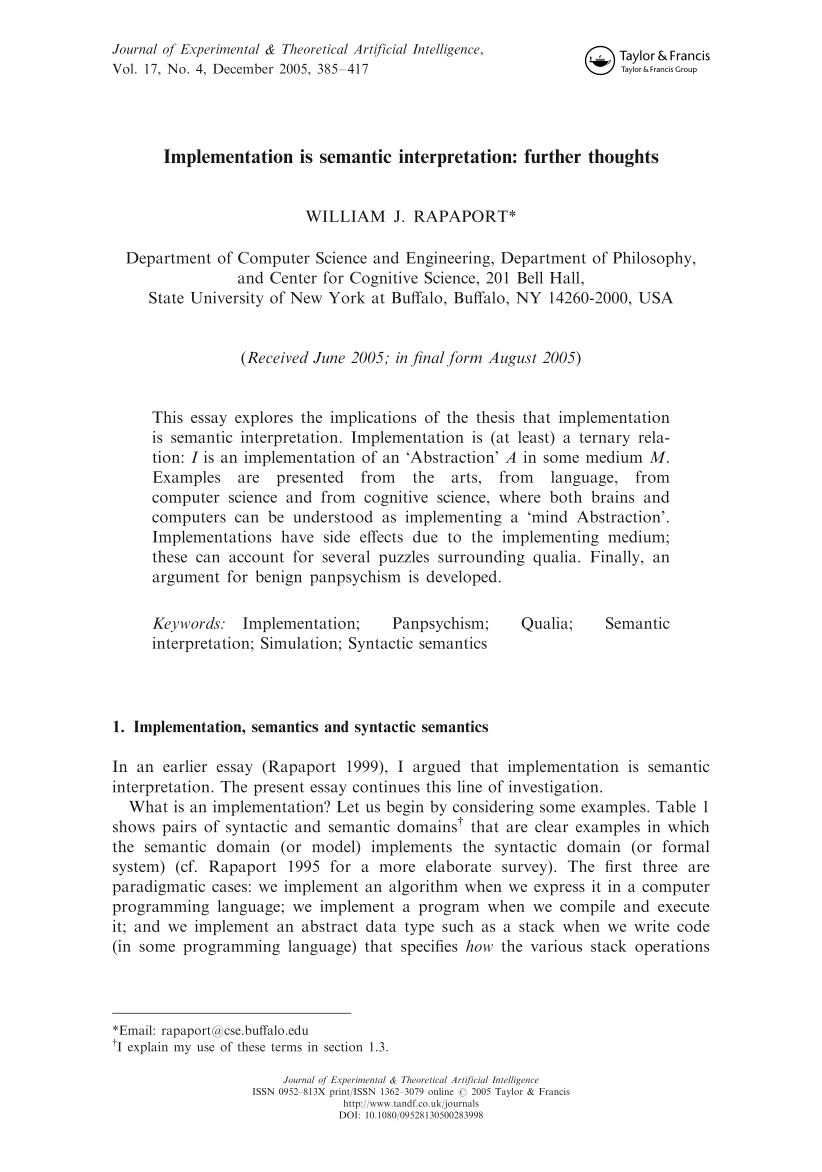 Journal of Experimental & Theoretical Artificial Intelligence,
Vol. 17, No. 4, December 2005, 385–417
Taylor & Francis
Taylor & Francis Group
Implementation is semantic interpretation: further thoughts
WILLIAM J. RAPAPORT*
Department of Computer Science and Engineering, Department of Philosophy,
and Center for Cognitive Science, 201 Bell Hall,
State University of New York at Buffalo, Buffalo, NY 14260-2000, USA
(Received June 2005; in final form August 2005)
This essay explores the implications of the thesis that implementation
is semantic interpretation. Implementation is (at least) a ternary rela-
tion: I is an implementation of an ‘Abstraction’ A in some medium M.
Examples are presented from the arts, from language, from
computer science and from cognitive science, where both brains and
computers can be understood as implementing a ‘mind Abstraction’.
Implementations have side effects due to the implementing medium;
these can account for several puzzles surrounding qualia. Finally, an
argument for benign panpsychism is developed.
Keywords: Implementation; Panpsychism; Qualia; Semantic
interpretation; Simulation; Syntactic semantics
1. Implementation, semantics and syntactic semantics
In an earlier essay (Rapaport 1999), I argued that implementation is semantic
interpretation. The present essay continues this line of investigation.
What is an implementation? Let us begin by considering some examples. Table 1
shows pairs of syntactic and semantic domains† that are clear examples in which
the semantic domain (or model) implements the syntactic domain (or formal
system) (cf. Rapaport 1995 for a more elaborate survey). The first three are
paradigmatic cases: we implement an algorithm when we express it in a computer
programming language; we implement a program when we compile and execute
it; and we implement an abstract data type such as a stack when we write code
(in some programming language) that specifies how the various stack operations
*Email: rapaport@cse.buffalo.edu
†I explain my use of these terms in section 1.3.
Journal of Experimental & Theoretical Artificial Intelligence
ISSN 0952–813X print/ISSN 1362–3079 online © 2005 Taylor & Francis
http://www.tandf.co.uk/journals
DOI: 10.1080/09528130500283998